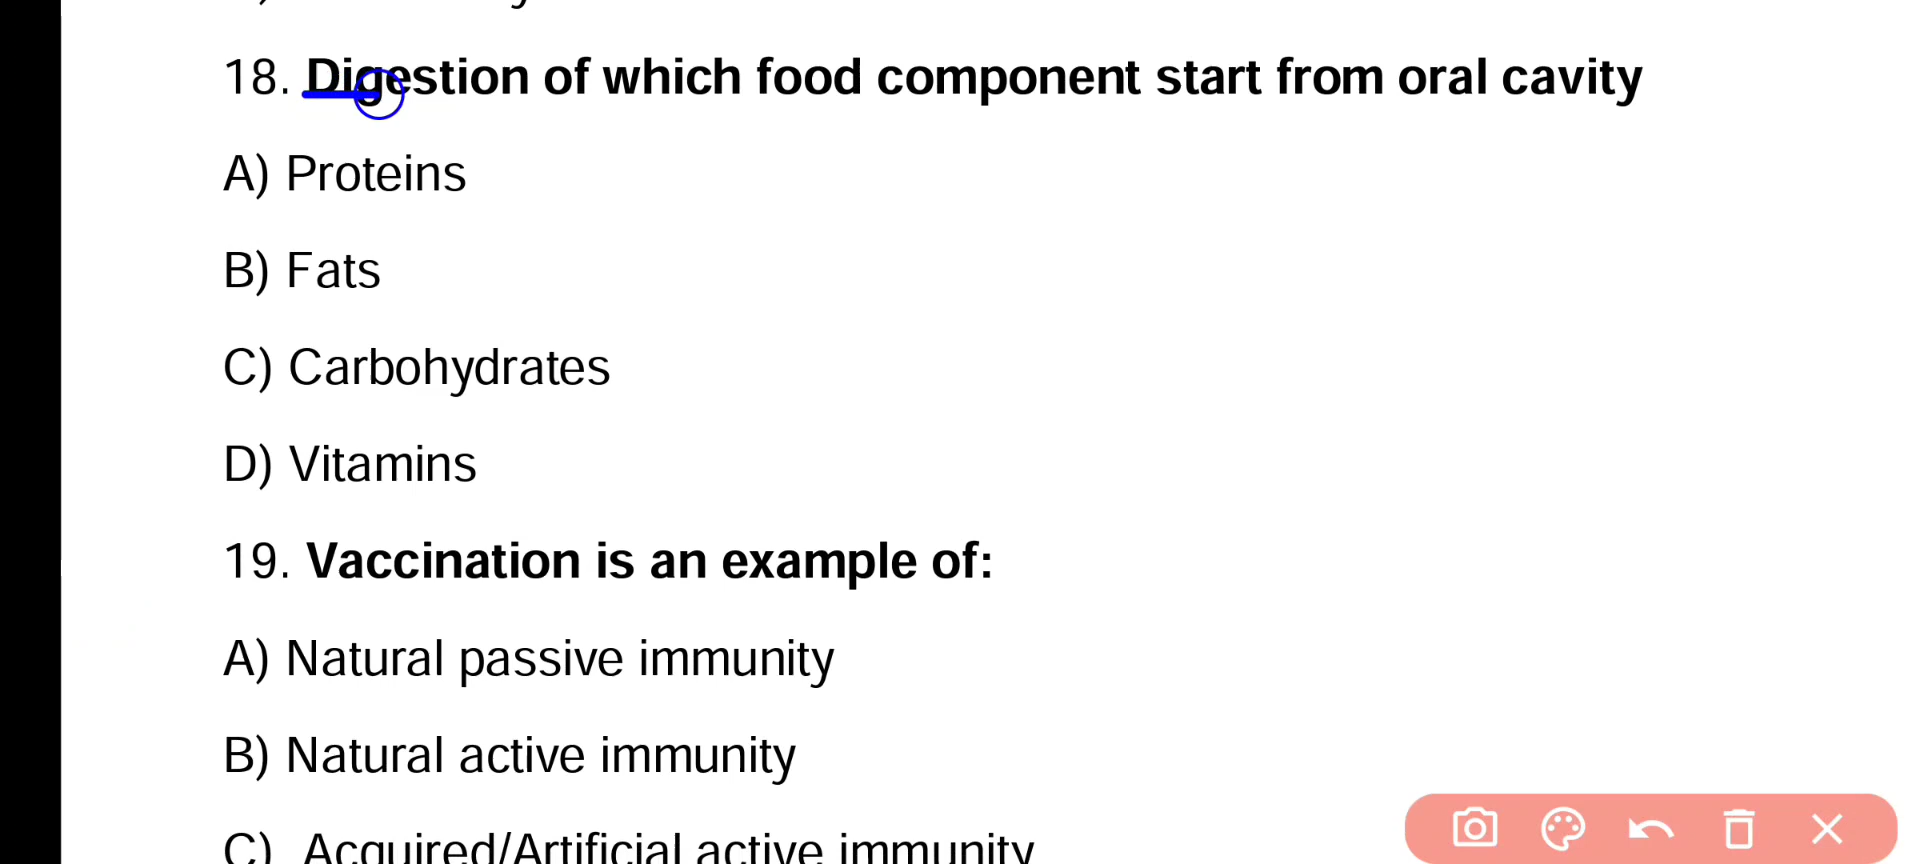 18. Digestion of which food component start from oral cavity
A) Proteins
B) Fats
C) Carbohydrates
D) Vitamins
19. Vaccination is an example of:
A) Natural passive immunity
B) Natural active immunity
C) Acquired/Artificial active immunity